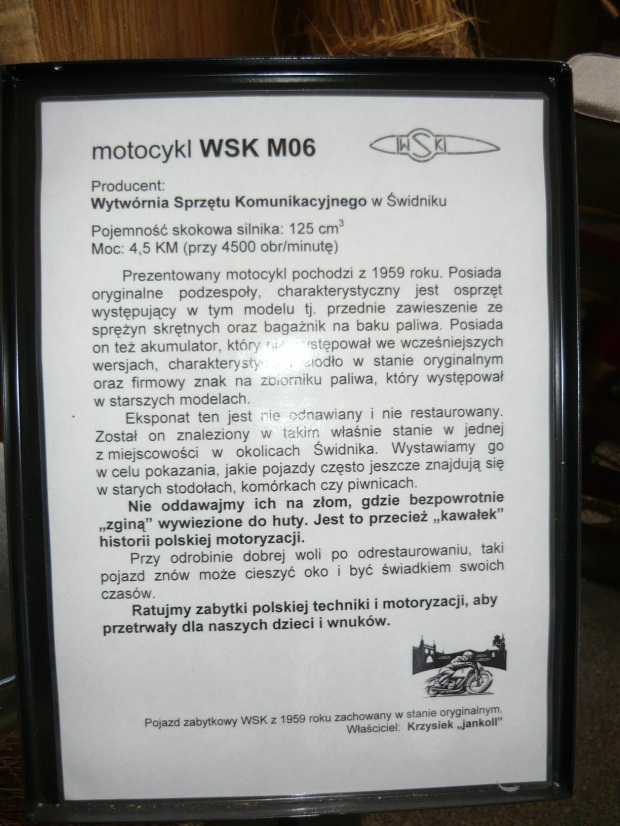 motocykl WSK M06
WSK
Producent:
Wytwórnia Sprzętu Komunikacyjnego w Świdniku
Pojemność skokowa silnika: 125 cm³
Moc: 4,5 KM (przy 4500 obr/minutę)
Prezentowany motocykl pochodzi z 1959 roku. Posiada
oryginalne podzespoły, charakterystyczny jest osprzęt
występujący w tym modelu tj. przednie zawieszenie ze
sprężyn skrętnych oraz bagażnik na baku paliwa. Posiada
on też akumulator, który nie występował we wcześniejszych
wersjach, siodło w stanie oryginalnym
oraz firmowy znak na zbiorniku paliwa, który występował
w starszych modelach.
Eksponat ten jest nie odnawiany i nie restaurowany.
Został on znaleziony w takim właśnie stanie w jednej
z miejscowości w okolicach Świdnika. Wystawiamy go
w celu pokazania, jakie pojazdy często jeszcze znajdują się
w starych stodołach, komórkach czy piwnicach.
Nie oddawajmy ich na złom, gdzie bezpowrotnie
„zginą” wywiezione do huty. Jest to przecież „kawałek”
historii polskiej motoryzacji.
Przy odrobinie dobrej woli po odrestaurowaniu, taki
pojazd znów może cieszyć oko i być świadkiem swoich
czasów.
Ratujmy zabytki polskiej techniki i motoryzacji, aby
przetrwały dla naszych dzieci i wnuków.
Pojazd zabytkowy WSK z 1959 roku zachowany w stanie oryginalnym.
Właściciel: Krzysiek „jankoll”